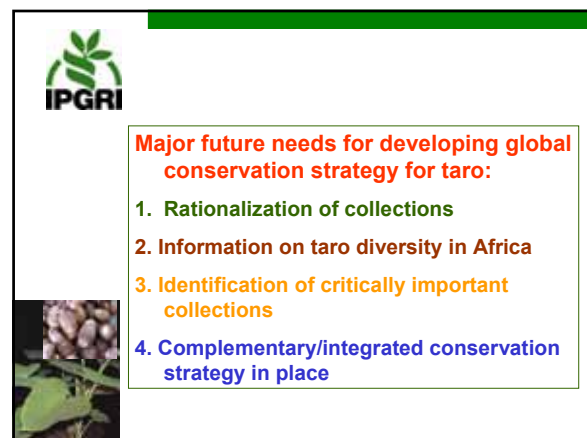 IPGRI
Major future needs for developing global
conservation strategy for taro:
1. Rationalization of collections
2. Information on taro diversity in Africa
3. Identification of critically important
collections
4. Complementary/integrated conservation
strategy in place